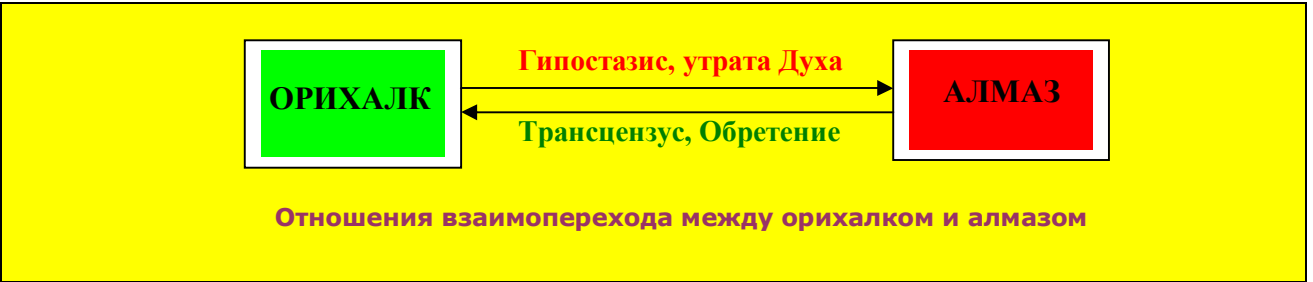 Гипостазис, утрата Духа
ОРИХАЛК
АЛМАЗ
Трансцензус, Обретение
Отношения взаимоперехода между орихалком и алмазом